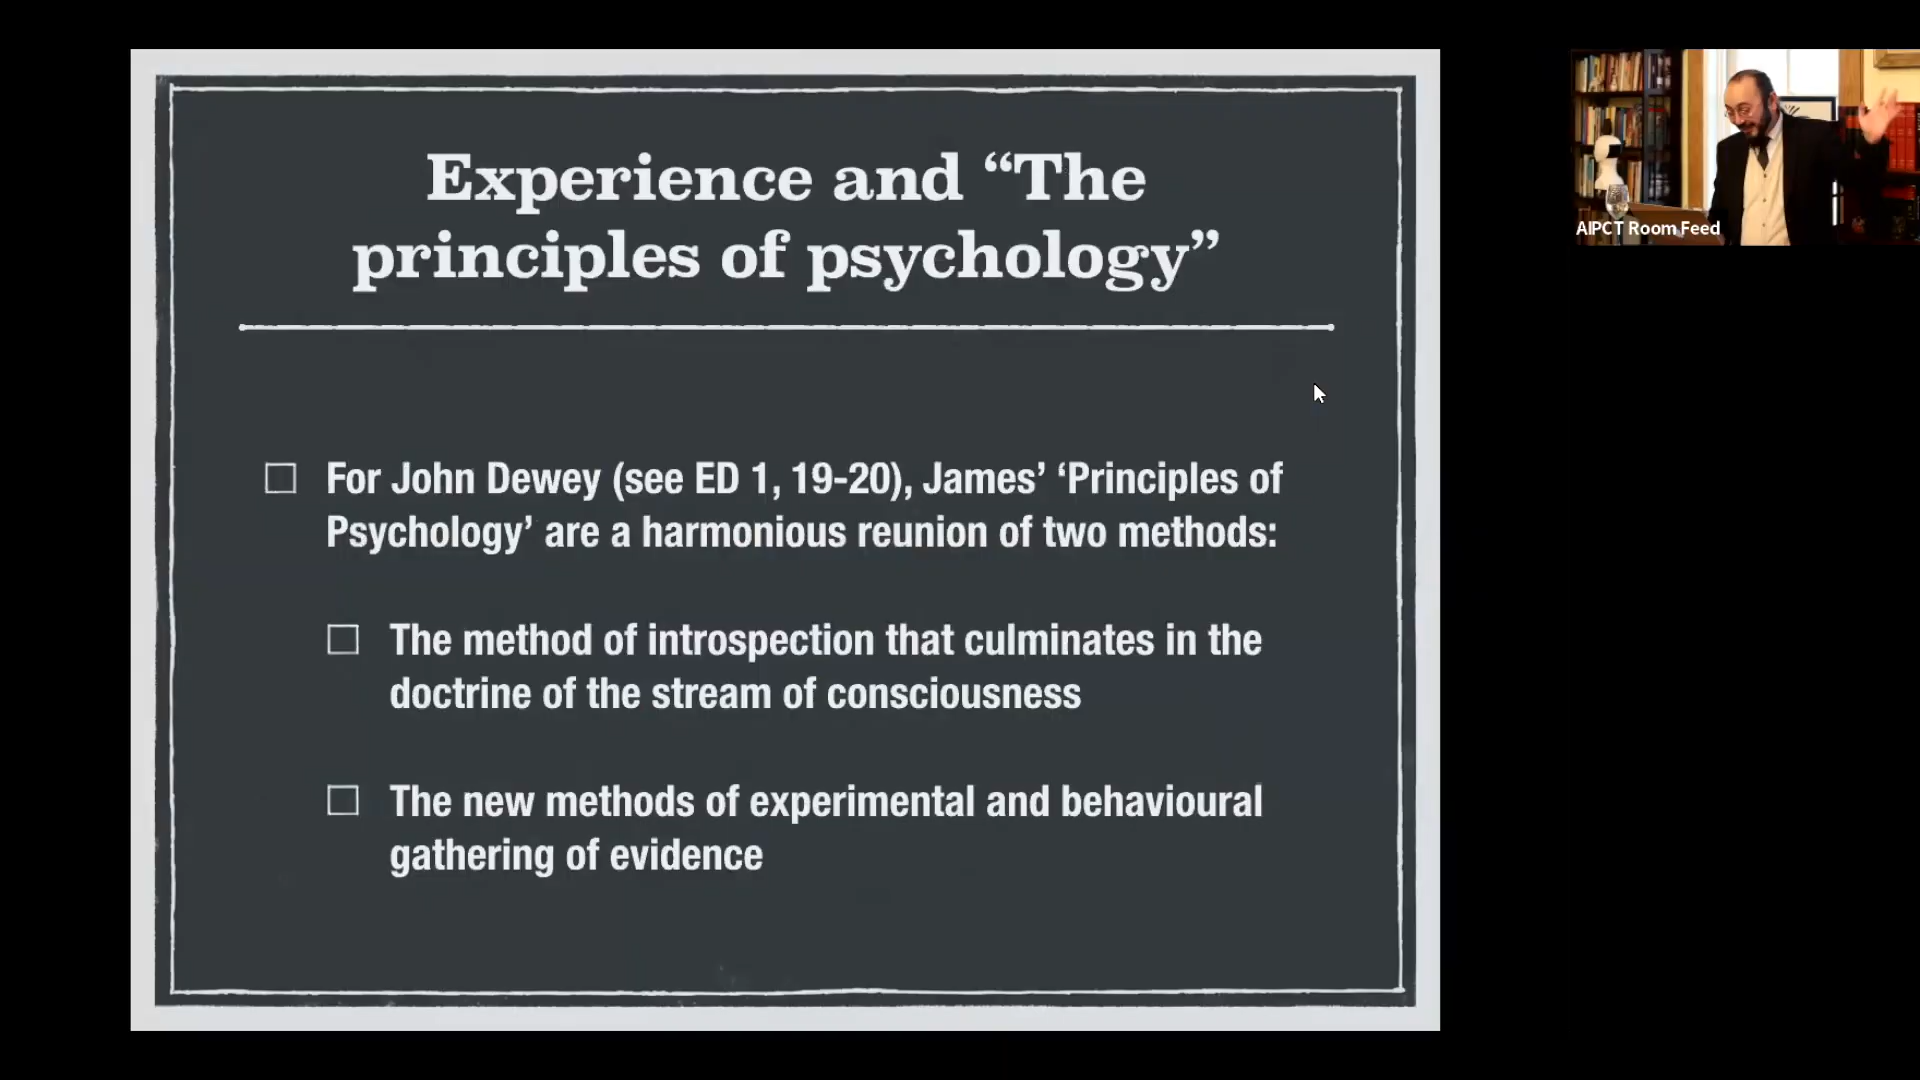 Experience and “The
principles of psychology”
For John Dewey (see ED 1, 19-20), James’ ‘Principles of
Psychology’ are a harmonious reunion of two methods:
The method of introspection that culminates in the
doctrine of the stream of consciousness
The new methods of experimental and behavioural
gathering of evidence
AIPCT Room Feed